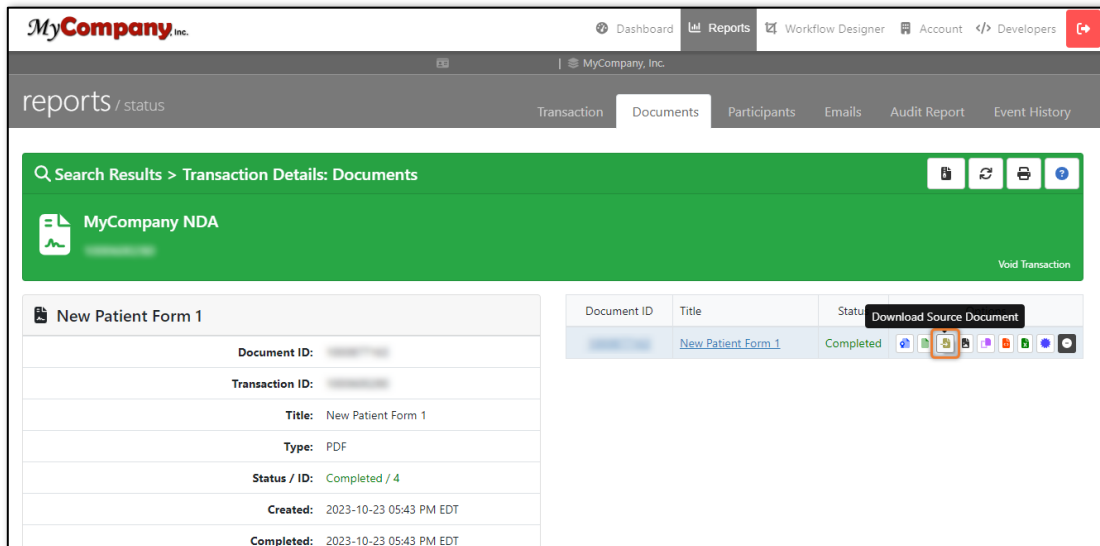 MyCompany, Inc.
Dashboard Reports Workflow Designer Account Developers
MyCompany, Inc.
reports / status
Transaction Documents Participants Emails Audit Report Event History
Search Results > Transaction Details: Documents
MyCompany NDA
Void Transaction
New Patient Form 1
Document ID:
Transaction ID:
Title: New Patient Form 1
Type: PDF
Status / ID: Completed / 4
Created: 2023-10-23 05:43 PM EDT
Completed: 2023-10-23 05:43 PM EDT
Document ID Title
Download Source Document
New Patient Form 1 Completed